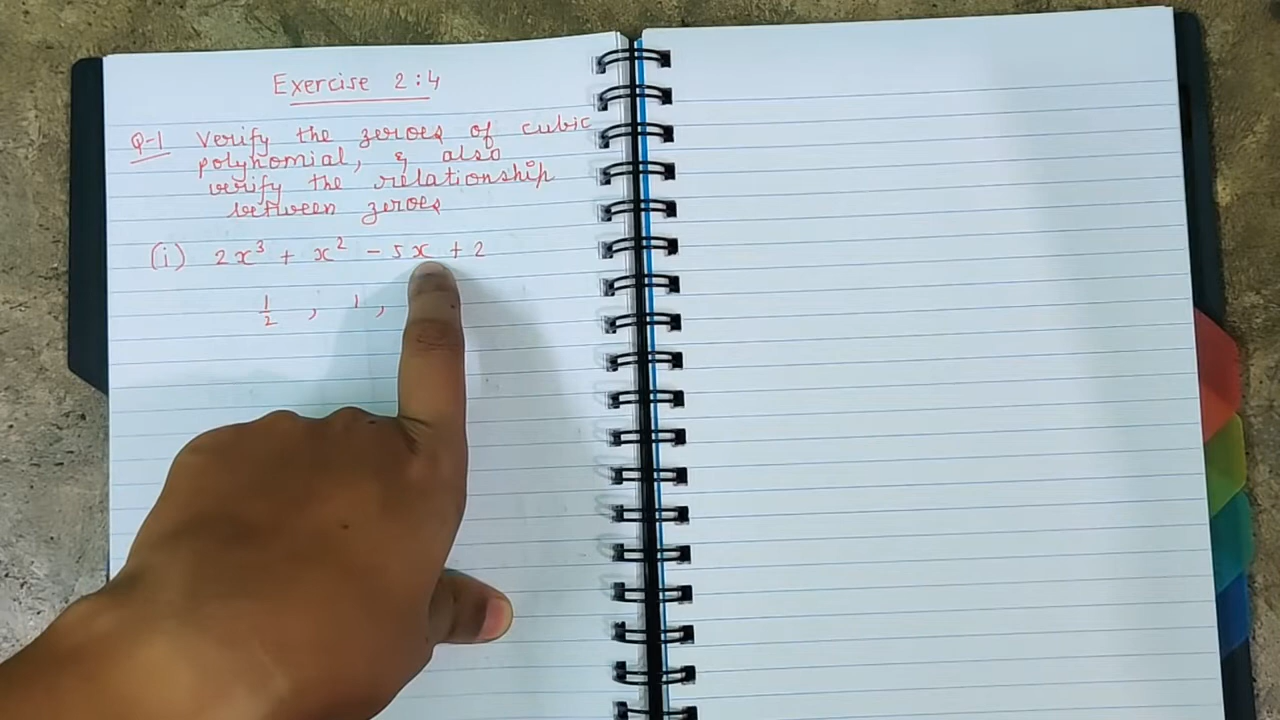 Exercise 2:4
Q-1 Verify the zeroes of cubic
polynomial, & also
verify the relationship
between zeroes
(i) 2x³ + x² - 5x + 2
1/2 , 1 ,